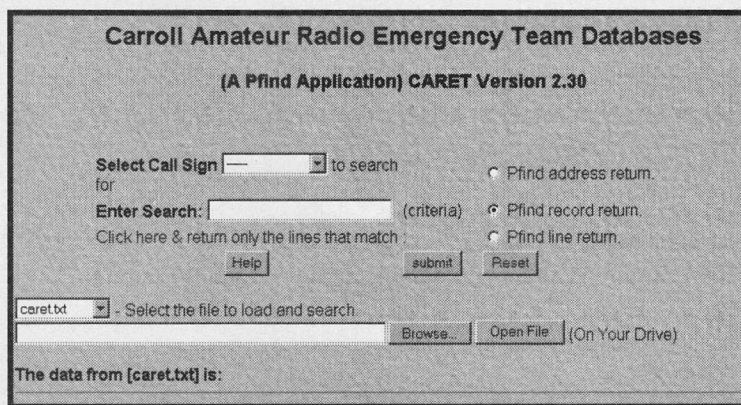 Carroll Amateur Radio Emergency Team Databases
(A Pfind Application) CARET Version 2.30
Select Call Sign ---- to search
for
Pfind address return.
Enter Search: (criteria)
Pfind record return.
Click here & return only the lines that match :
Pfind line return.
Help submit Reset
caret.txt - Select the file to load and search
Browse... Open File (On Your Drive)
The data from [caret.txt] is: